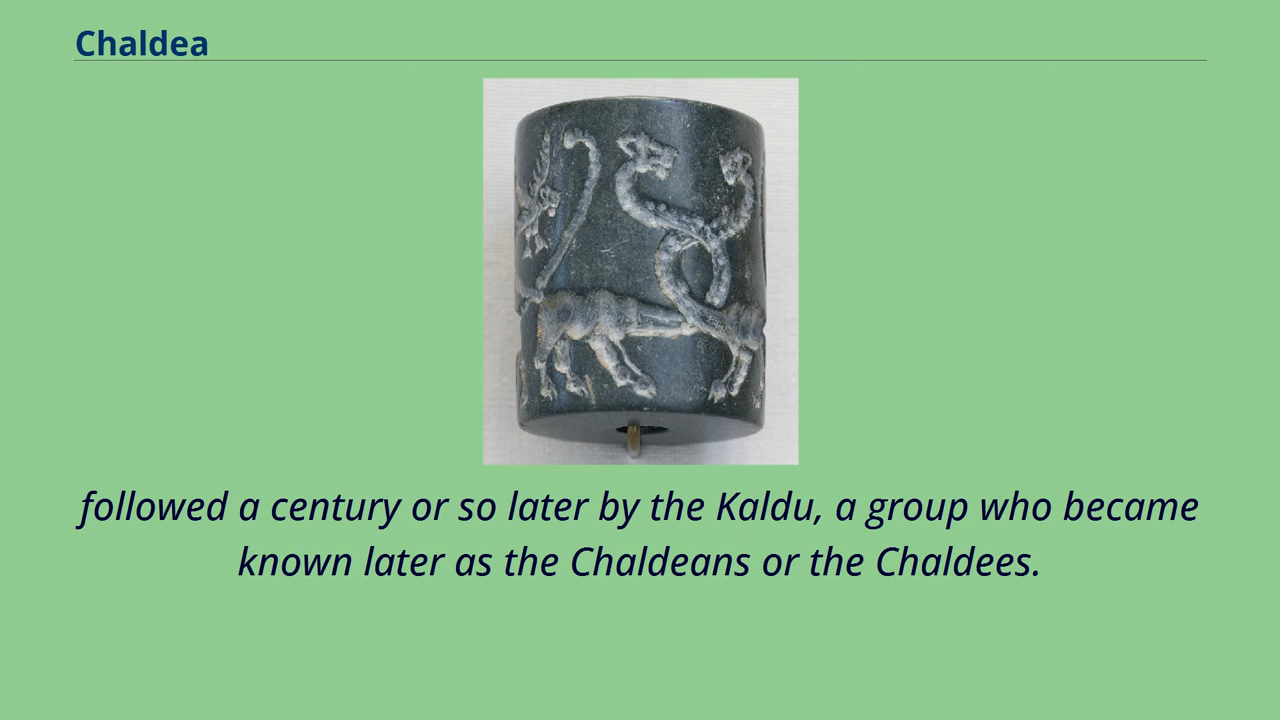 Chaldea
followed a century or so later by the Kaldu, a group who became
known later as the Chaldeans or the Chaldees.